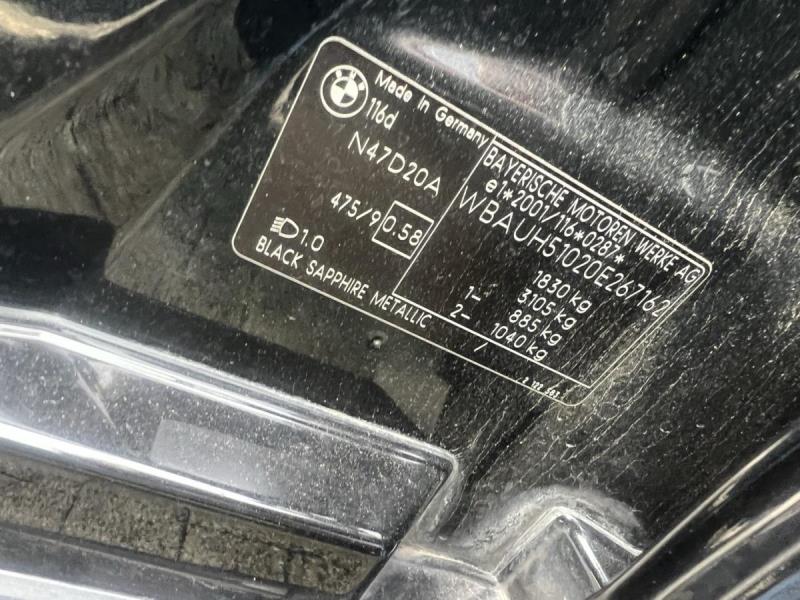 BMW
Made in Germany
116d
N47D20A
475/9 0.58
1.0
BLACK SAPPHIRE METALLIC /
BAYERISCHE MOTOREN WERKE AG
e1*2001/116*0287*
WBAUH51020E267162
1830 kg
3105 kg
1– 885 kg
2– 1040 kg